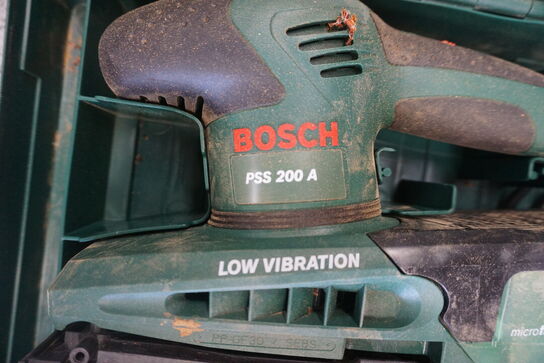 BOSCH
PSS 200 A
LOW VIBRATION
micro